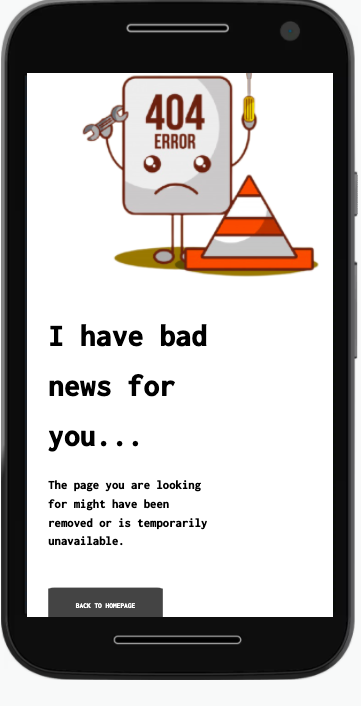 404
ERROR
I have bad
news for
you...
The page you are looking
for might have been
removed or is temporarily
unavailable.
BACK TO HOMEPAGE